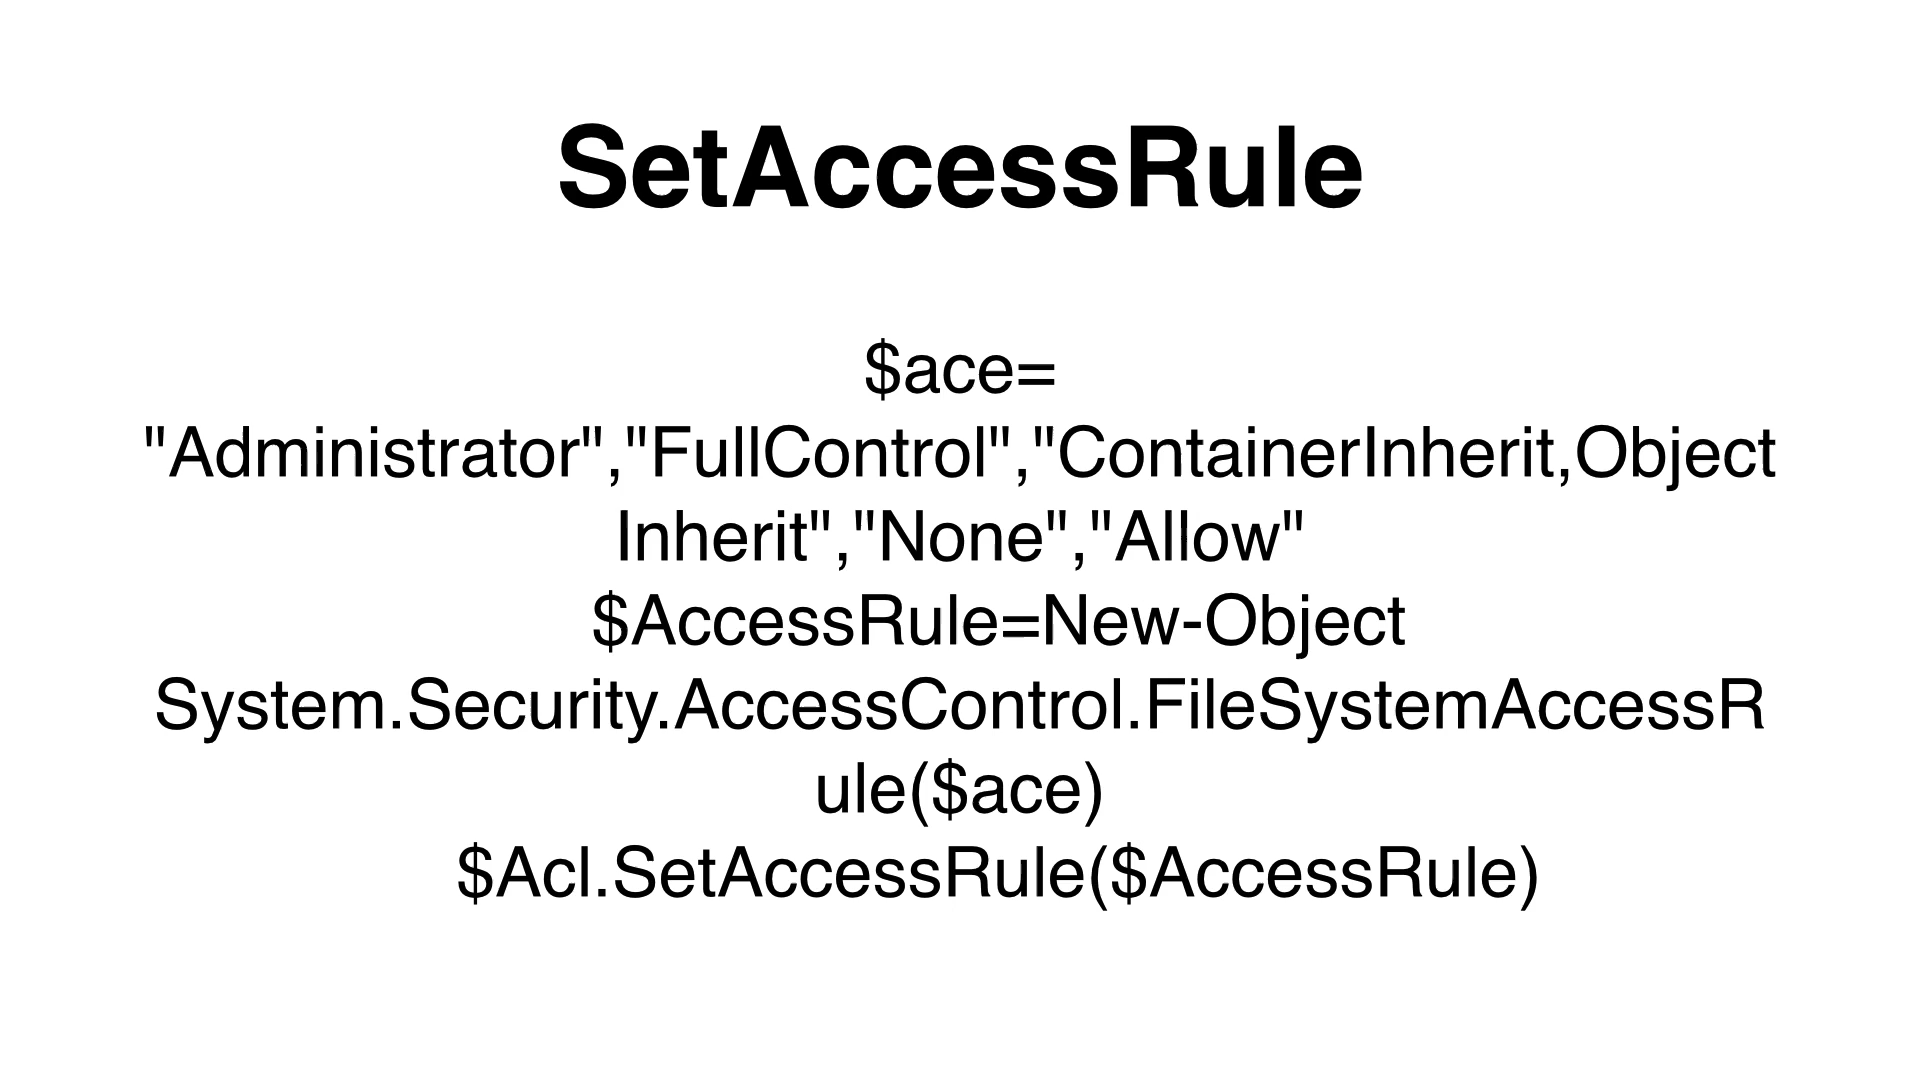 SetAccessRule
$ace=
"Administrator","FullControl","ContainerInherit,Object
Inherit","None","Allow"
$AccessRule=New-Object
System.Security.AccessControl.FileSystemAccessR
ule($ace)
$Acl.SetAccessRule($AccessRule)